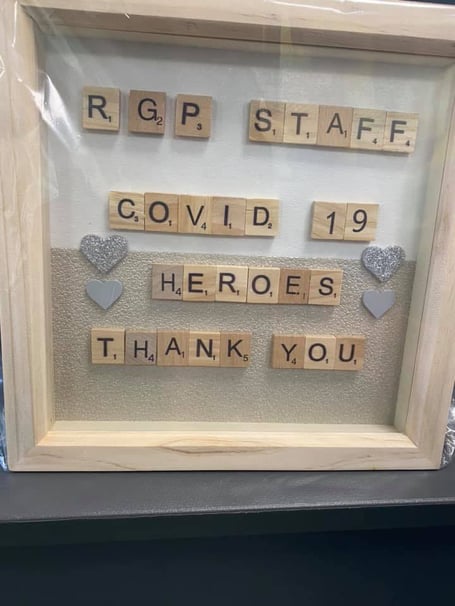 RGP STAFF
COVID 19
HEROES
THANK YOU